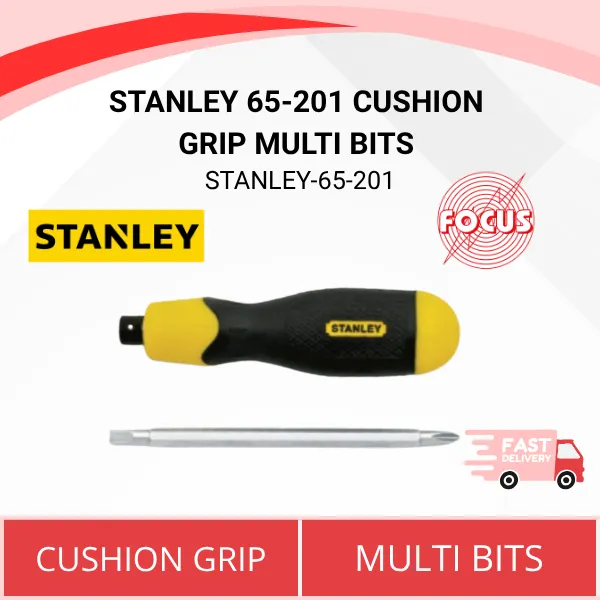 STANLEY 65-201 CUSHION
GRIP MULTI BITS
STANLEY-65-201
STANLEY
FOCUS
STANLEY
FAST
DELIVERY
CUSHION GRIP
MULTI BITS